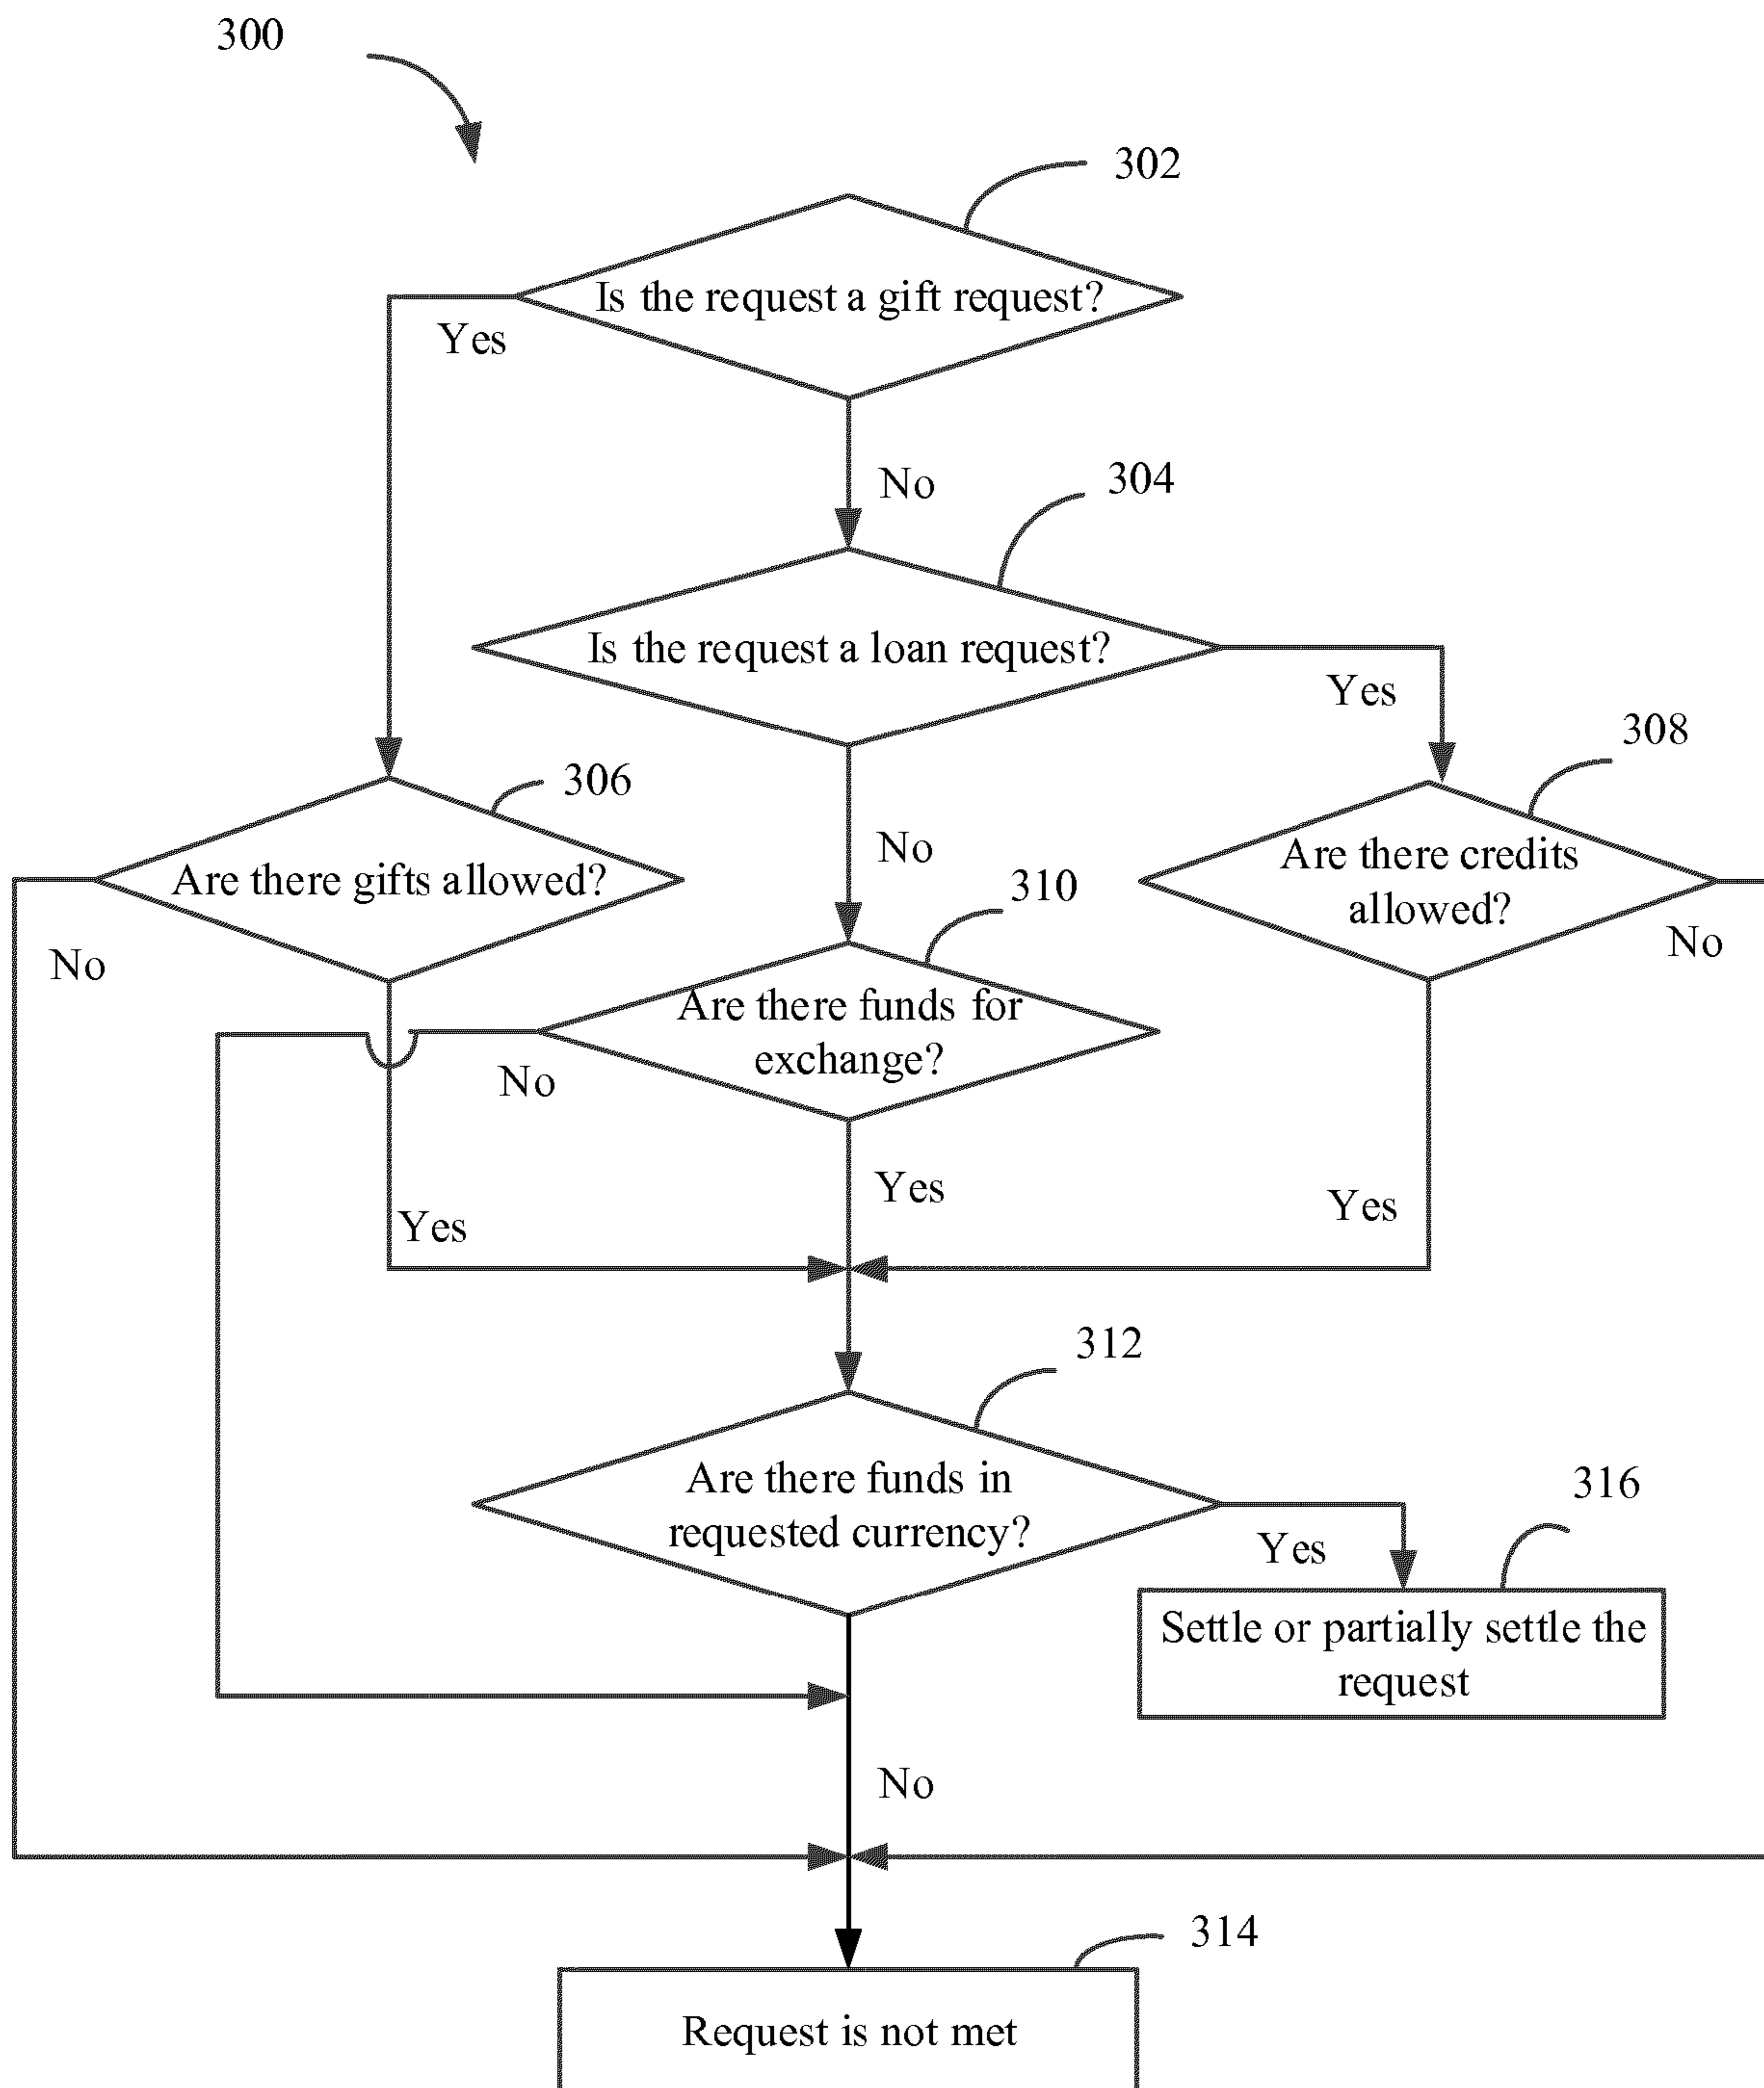 300
302
Is the request a gift request?
Yes
No
304
Is the request a loan request?
Yes
308
306
No
Are there credits
allowed?
Are there gifts allowed?
310
No
No
Are there funds for
exchange?
No
Yes
Yes
Yes
312
Are there funds in
requested currency?
316
Yes
Settle or partially settle the
request
No
314
Request is not met